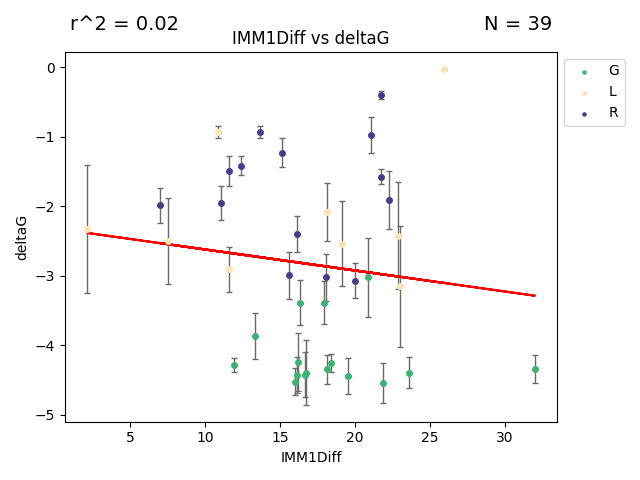 r^2 = 0.02
N = 39
IMM1Diff vs deltaG
G
L
R
0
−1
−2
−3
−4
−5
deltaG
5
10
15
20
25
30
IMM1Diff